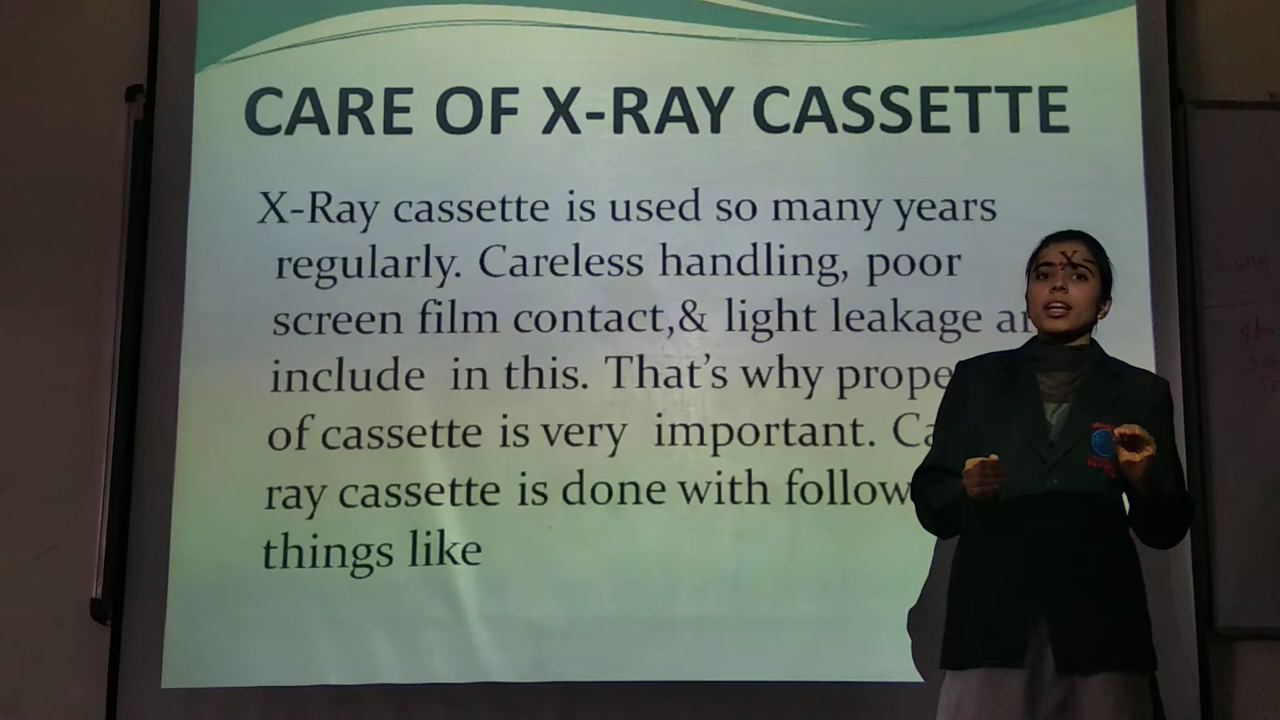 CARE OF X-RAY CASSETTE
X-Ray cassette is used so many years
regularly. Careless handling, poor
screen film contact,& light leakage
include in this. That's why
of cassette is very important.
ray cassette is done with
things like